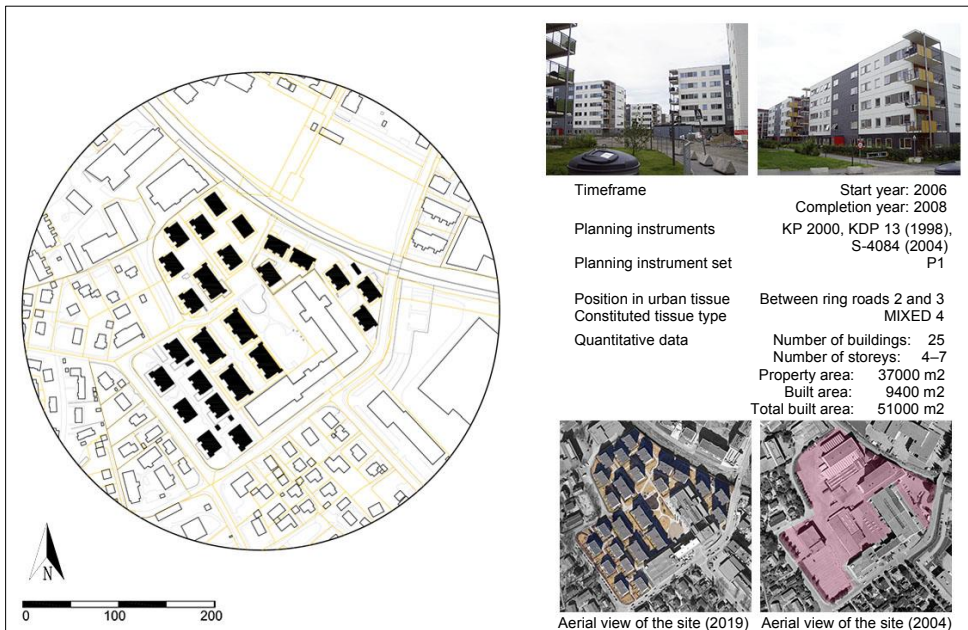 Timeframe Start year: 2006
Completion year: 2008
Planning instruments KP 2000, KDP 13 (1998),
S-4084 (2004)
Planning instrument set P1
Position in urban tissue Between ring roads 2 and 3
Constituted tissue type MIXED 4
Quantitative data Number of buildings: 25
Number of storeys: 4–7
Property area: 37000 m2
Built area: 9400 m2
Total built area: 51000 m2
N
0 100 200
Aerial view of the site (2019) Aerial view of the site (2004)